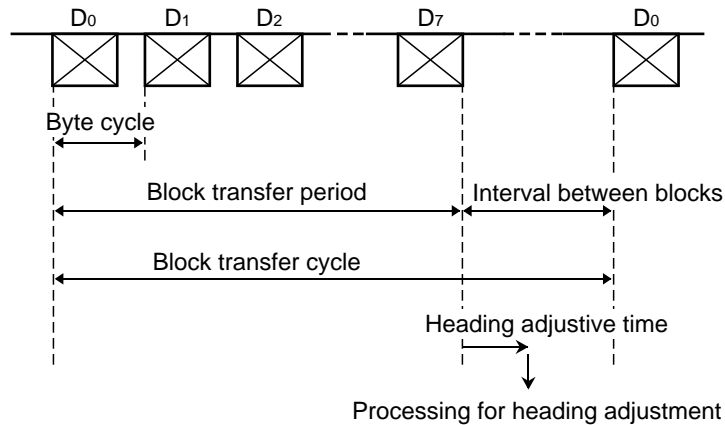 D0 D1 D2 D7 D0
Byte cycle
Block transfer period Interval between blocks
Block transfer cycle
Heading adjustive time
Processing for heading adjustment